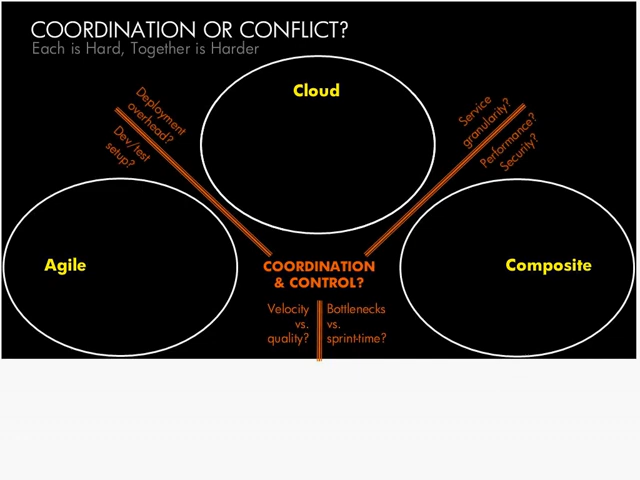 COORDINATION OR CONFLICT?
Each is Hard, Together is Harder
Cloud
Deployment
overhead?
Dev/test
setup?
Service
granularity?
Performance?
Security?
Agile
COORDINATION
& CONTROL?
Composite
Velocity
vs.
quality?
Bottlenecks
vs.
sprint-time?